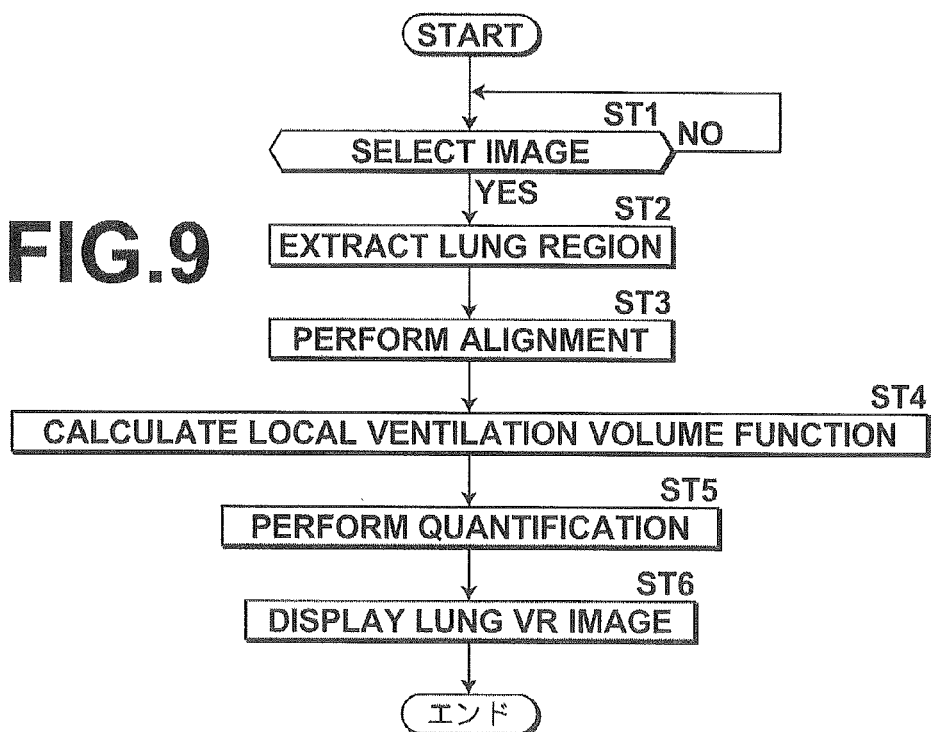 START
ST1
SELECT IMAGE
NO
YES
FIG.9
ST2
EXTRACT LUNG REGION
ST3
PERFORM ALIGNMENT
ST4
CALCULATE LOCAL VENTILATION VOLUME FUNCTION
ST5
PERFORM QUANTIFICATION
ST6
DISPLAY LUNG VR IMAGE
エンド